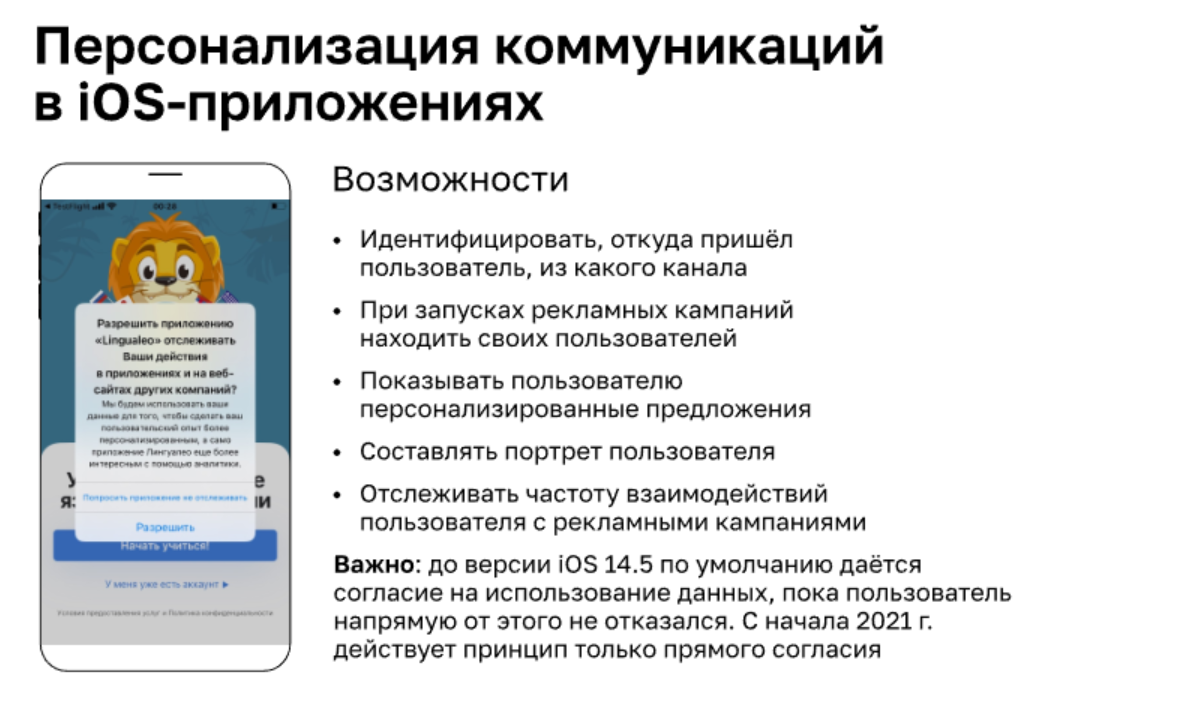 Персонализация коммуникаций
в iOS-приложениях
TestFlight
00:28
Разрешить приложению
«Lingualeo» отслеживать
Ваши действия
в приложениях и на веб-
сайтах других компаний?
Мы будем использовать ваши
данные для того, чтобы сделать ваш
пользовательский опыт более
персонализированным, а само
приложение Лингуалео еще более
интересным с помощью аналитики.
Попросить приложение не отслеживать
Разрешить
Начать учиться!
У меня уже есть аккаунт ▶
Условия предоставления услуг и Политика конфиденциальности
Возможности
• Идентифицировать, откуда пришёл
пользователь, из какого канала
• При запусках рекламных кампаний
находить своих пользователей
• Показывать пользователю
персонализированные предложения
• Составлять портрет пользователя
• Отслеживать частоту взаимодействий
пользователя с рекламными кампаниями
Важно: до версии iOS 14.5 по умолчанию даётся
согласие на использование данных, пока пользователь
напрямую от этого не отказался. С начала 2021 г.
действует принцип только прямого согласия